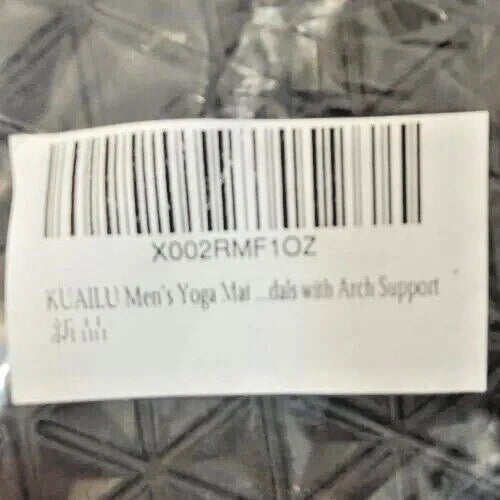 X002RMF1OZ
KUAILU Men's Yoga Mat ...dals with Arch Support
新品